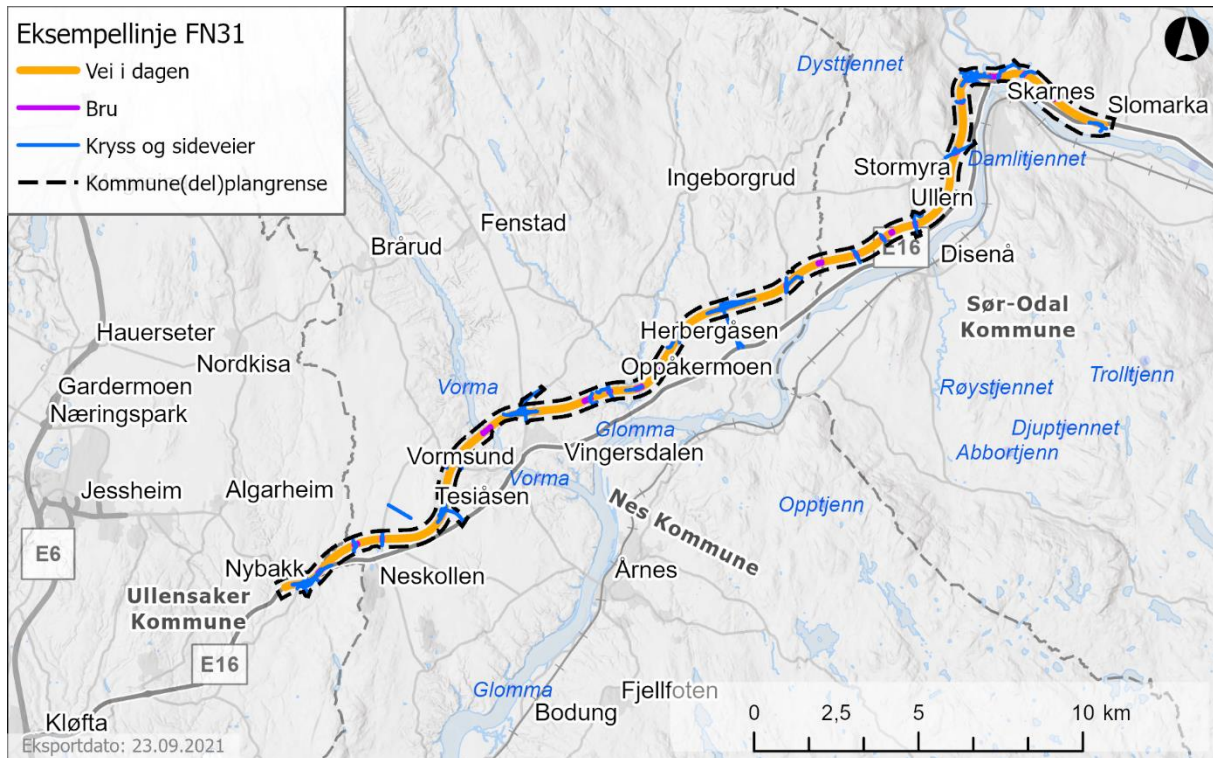 Eksempellinje FN31
Vei i dagen
Bru
Kryss og sideveier
Kommune(del)plangrense
Dysttjennet
Skarnes
Slomarka
Damlitjennet
Stormyra
Ingeborgrud
Ullern
Fenstad
Brårud
E16
Disenå
Sør-Odal
Kommune
Hauerseter
Nordkisa
Herbergåsen
Oppåkermoen
Gardermoen
Næringspark
Vorma
Røystjennet
Trolltjenn
Djuptjennet
Abbortjenn
Glomma
Vormsund
Vingersdalen
Vorma
Tesiåsen
Jessheim
Algarheim
Opptjenn
Nes Kommune
E6
Nybakk
Neskollen
Årnes
Ullensaker
Kommune
E16
Glomma
Fjellfoten
Bodung
Kløfta
0 2,5 5 10 km
Eksportdato: 23.09.2021